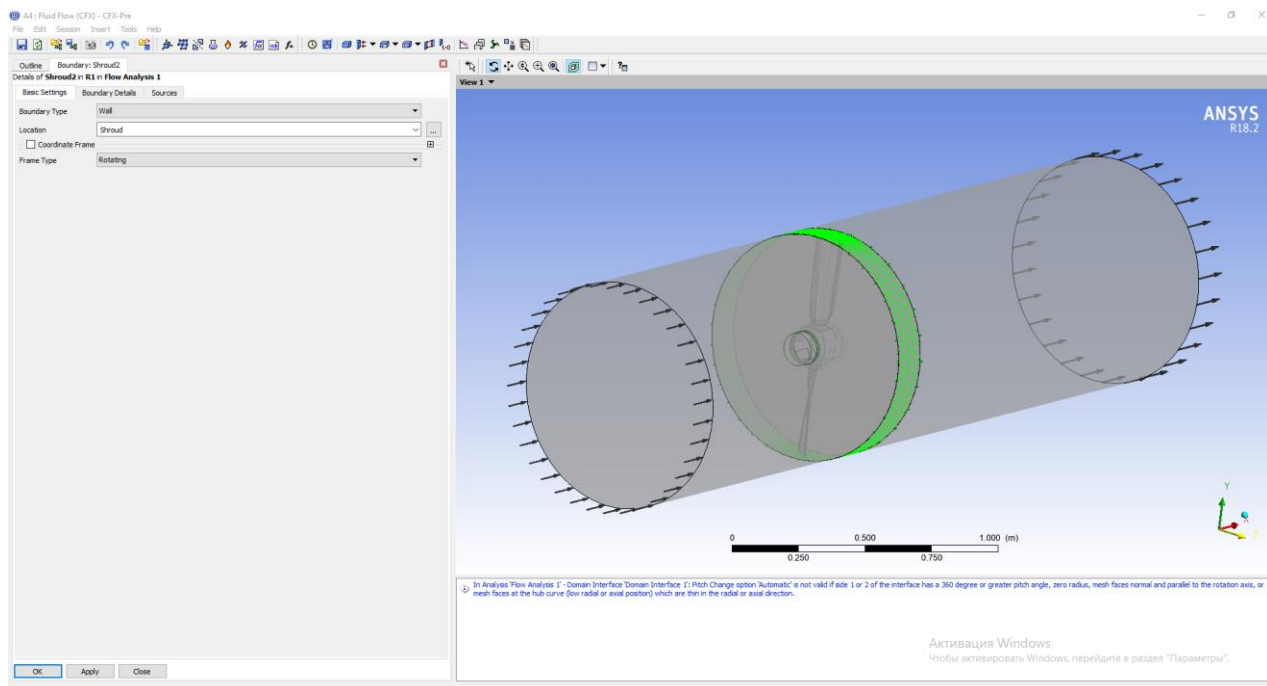 A4 : Fluid Flow (CFX) - CFX-Pre
File Edit Session Insert Tools Help
Outline Boundary: Shroud2
Details of Shroud2 in R1 in Flow Analysis 1
Basic Settings Boundary Details Sources
Boundary Type Wall
Location Shroud ...
Coordinate Frame
Frame Type Rotating
View 1
ANSYS
R18.2
Y
X
Z
0 0.500 1.000 (m)
0.250 0.750
In Analysis 'Flow Analysis 1' - Domain Interface 'Domain Interface 1': Pitch Change option 'Automatic' is not valid if side 1 or 2 of the interface has a 360 degree or greater pitch angle, zero radius, mesh faces normal and parallel to the rotation axis, or
mesh faces at the hub curve (low radial or axial position) which are thin in the radial or axial direction.
Активация Windows
Чтобы активировать Windows, перейдите в раздел "Параметры".
OK Apply Close